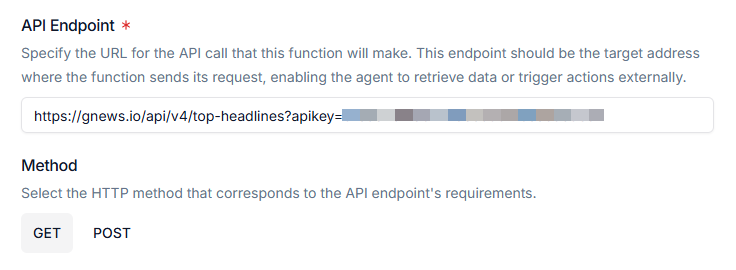 API Endpoint *
Specify the URL for the API call that this function will make. This endpoint should be the target address
where the function sends its request, enabling the agent to retrieve data or trigger actions externally.
https://gnews.io/api/v4/top-headlines?apikey=
Method
Select the HTTP method that corresponds to the API endpoint's requirements.
GET POST